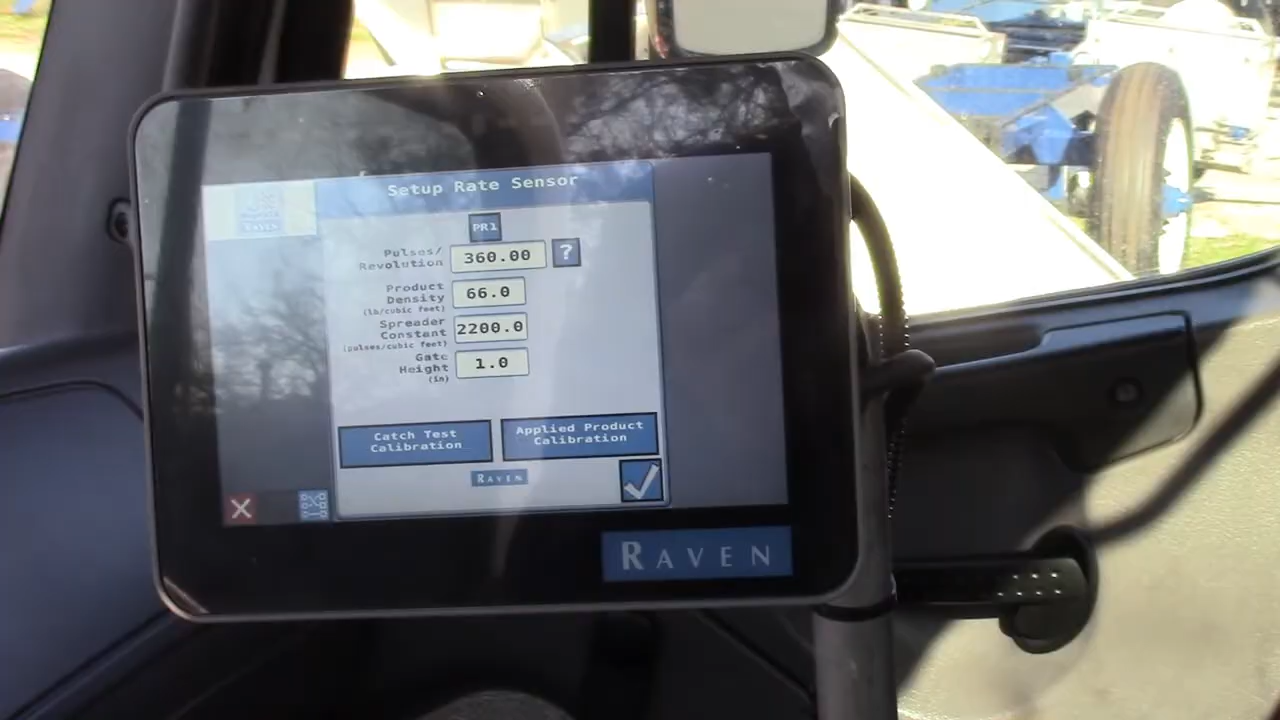 Setup Rate Sensor
PR1
Pulses/
Revolution
360.00
?
Product
Density
(lb/cubic feet)
66.0
Spreader
Constant
(pulses/cubic feet)
2200.0
Gate
Height
(in)
1.0
Catch Test
Calibration
Applied Product
Calibration
RAVEN
RAVEN